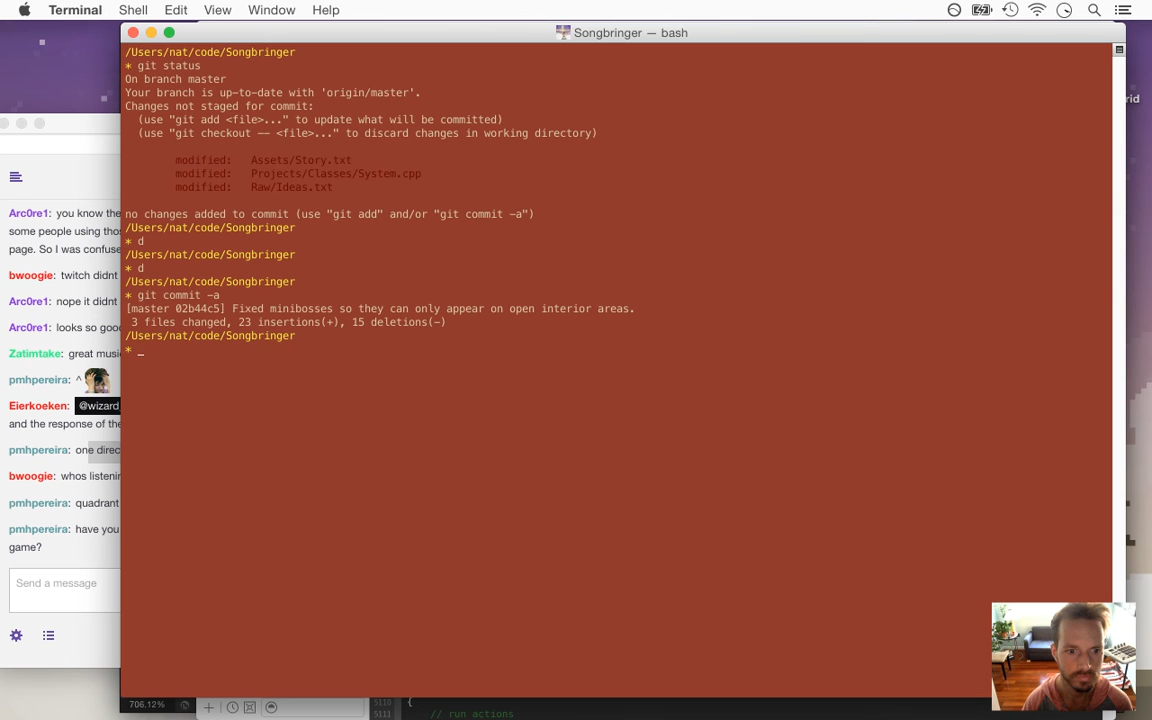 Terminal Shell Edit View Window Help
Songbringer — bash
/Users/nat/code/Songbringer
* git status
On branch master
Your branch is up-to-date with 'origin/master'.
Changes not staged for commit:
(use "git add <file>..." to update what will be committed)
(use "git checkout -- <file>..." to discard changes in working directory)
modified: Assets/Story.txt
modified: Projects/Classes/System.cpp
modified: Raw/Ideas.txt
no changes added to commit (use "git add" and/or "git commit -a")
/Users/nat/code/Songbringer
* d
/Users/nat/code/Songbringer
* d
/Users/nat/code/Songbringer
* git commit -a
[master 02b44c5] Fixed minibosses so they can only appear on open interior areas.
3 files changed, 23 insertions(+), 15 deletions(-)
/Users/nat/code/Songbringer
* _
Arc0re1: you know the
some people using thos
page. So I was confuse
bwoogie: twitch didnt
Arc0re1: nope it didnt
Arc0re1: looks so good
Zatimtake: great musi
pmhpereira: ^
Eierkoeken: @wizard
and the response of the
pmhpereira: one direc
bwoogie: whos listenin
pmhpereira: quadrant
pmhpereira: have you
game?
Send a message
rid
706.12%
5110 {
5111 // run actions